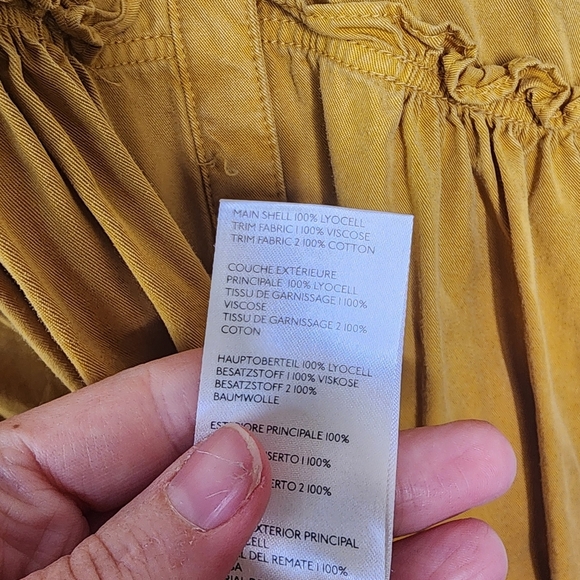 MAIN SHELL 100% LYOCELL
TRIM FABRIC 1 100% VISCOSE
TRIM FABRIC 2 100% COTTON
COUCHE EXTÉRIEURE
PRINCIPALE 100% LYOCELL
TISSU DE GARNISSAGE 1 100%
VISCOSE
TISSU DE GARNISSAGE 2 100%
COTON
HAUPTOBERTEIL 100% LYOCELL
BESATZSTOFF 1 100% VISKOSE
BESATZSTOFF 2 100%
BAUMWOLLE
PRINCIPALE 100%
1 100%
2 100%
PRINCIPAL
DEL REMATE 1 100%